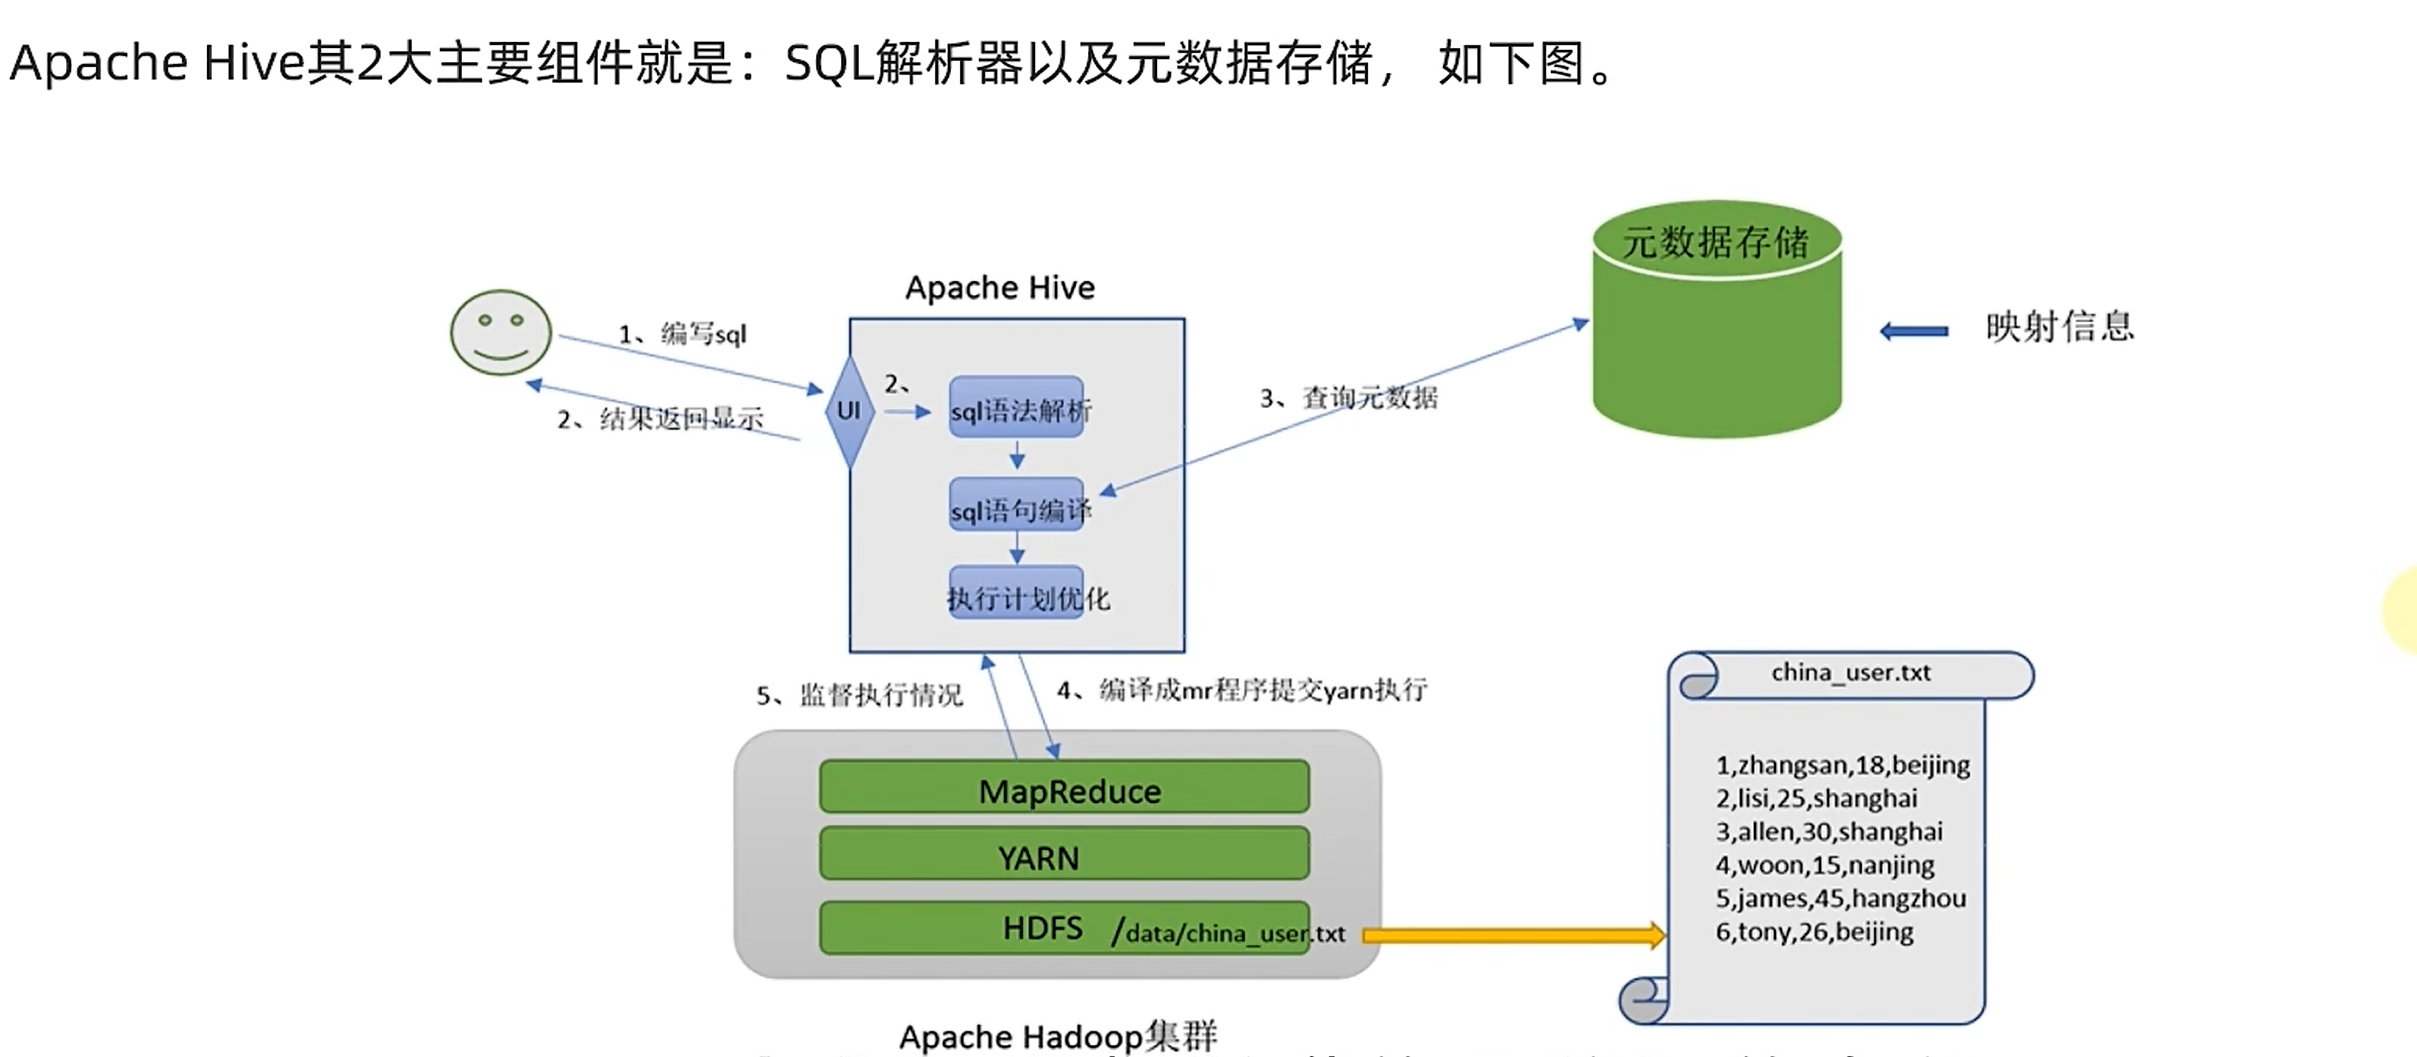 Apache Hive其2大主要组件就是：SQL解析器以及元数据存储， 如下图。
元数据存储
映射信息
Apache Hive
1、编写sql
2、结果返回显示
UI
2、
sql语法解析
sql语句编译
执行计划优化
3、查询元数据
5、监督执行情况
4、编译成mr程序提交yarn执行
MapReduce
YARN
HDFS /data/china_user.txt
Apache Hadoop集群
china_user.txt
1,zhangsan,18,beijing
2,lisi,25,shanghai
3,allen,30,shanghai
4,woon,15,nanjing
5,james,45,hangzhou
6,tony,26,beijing